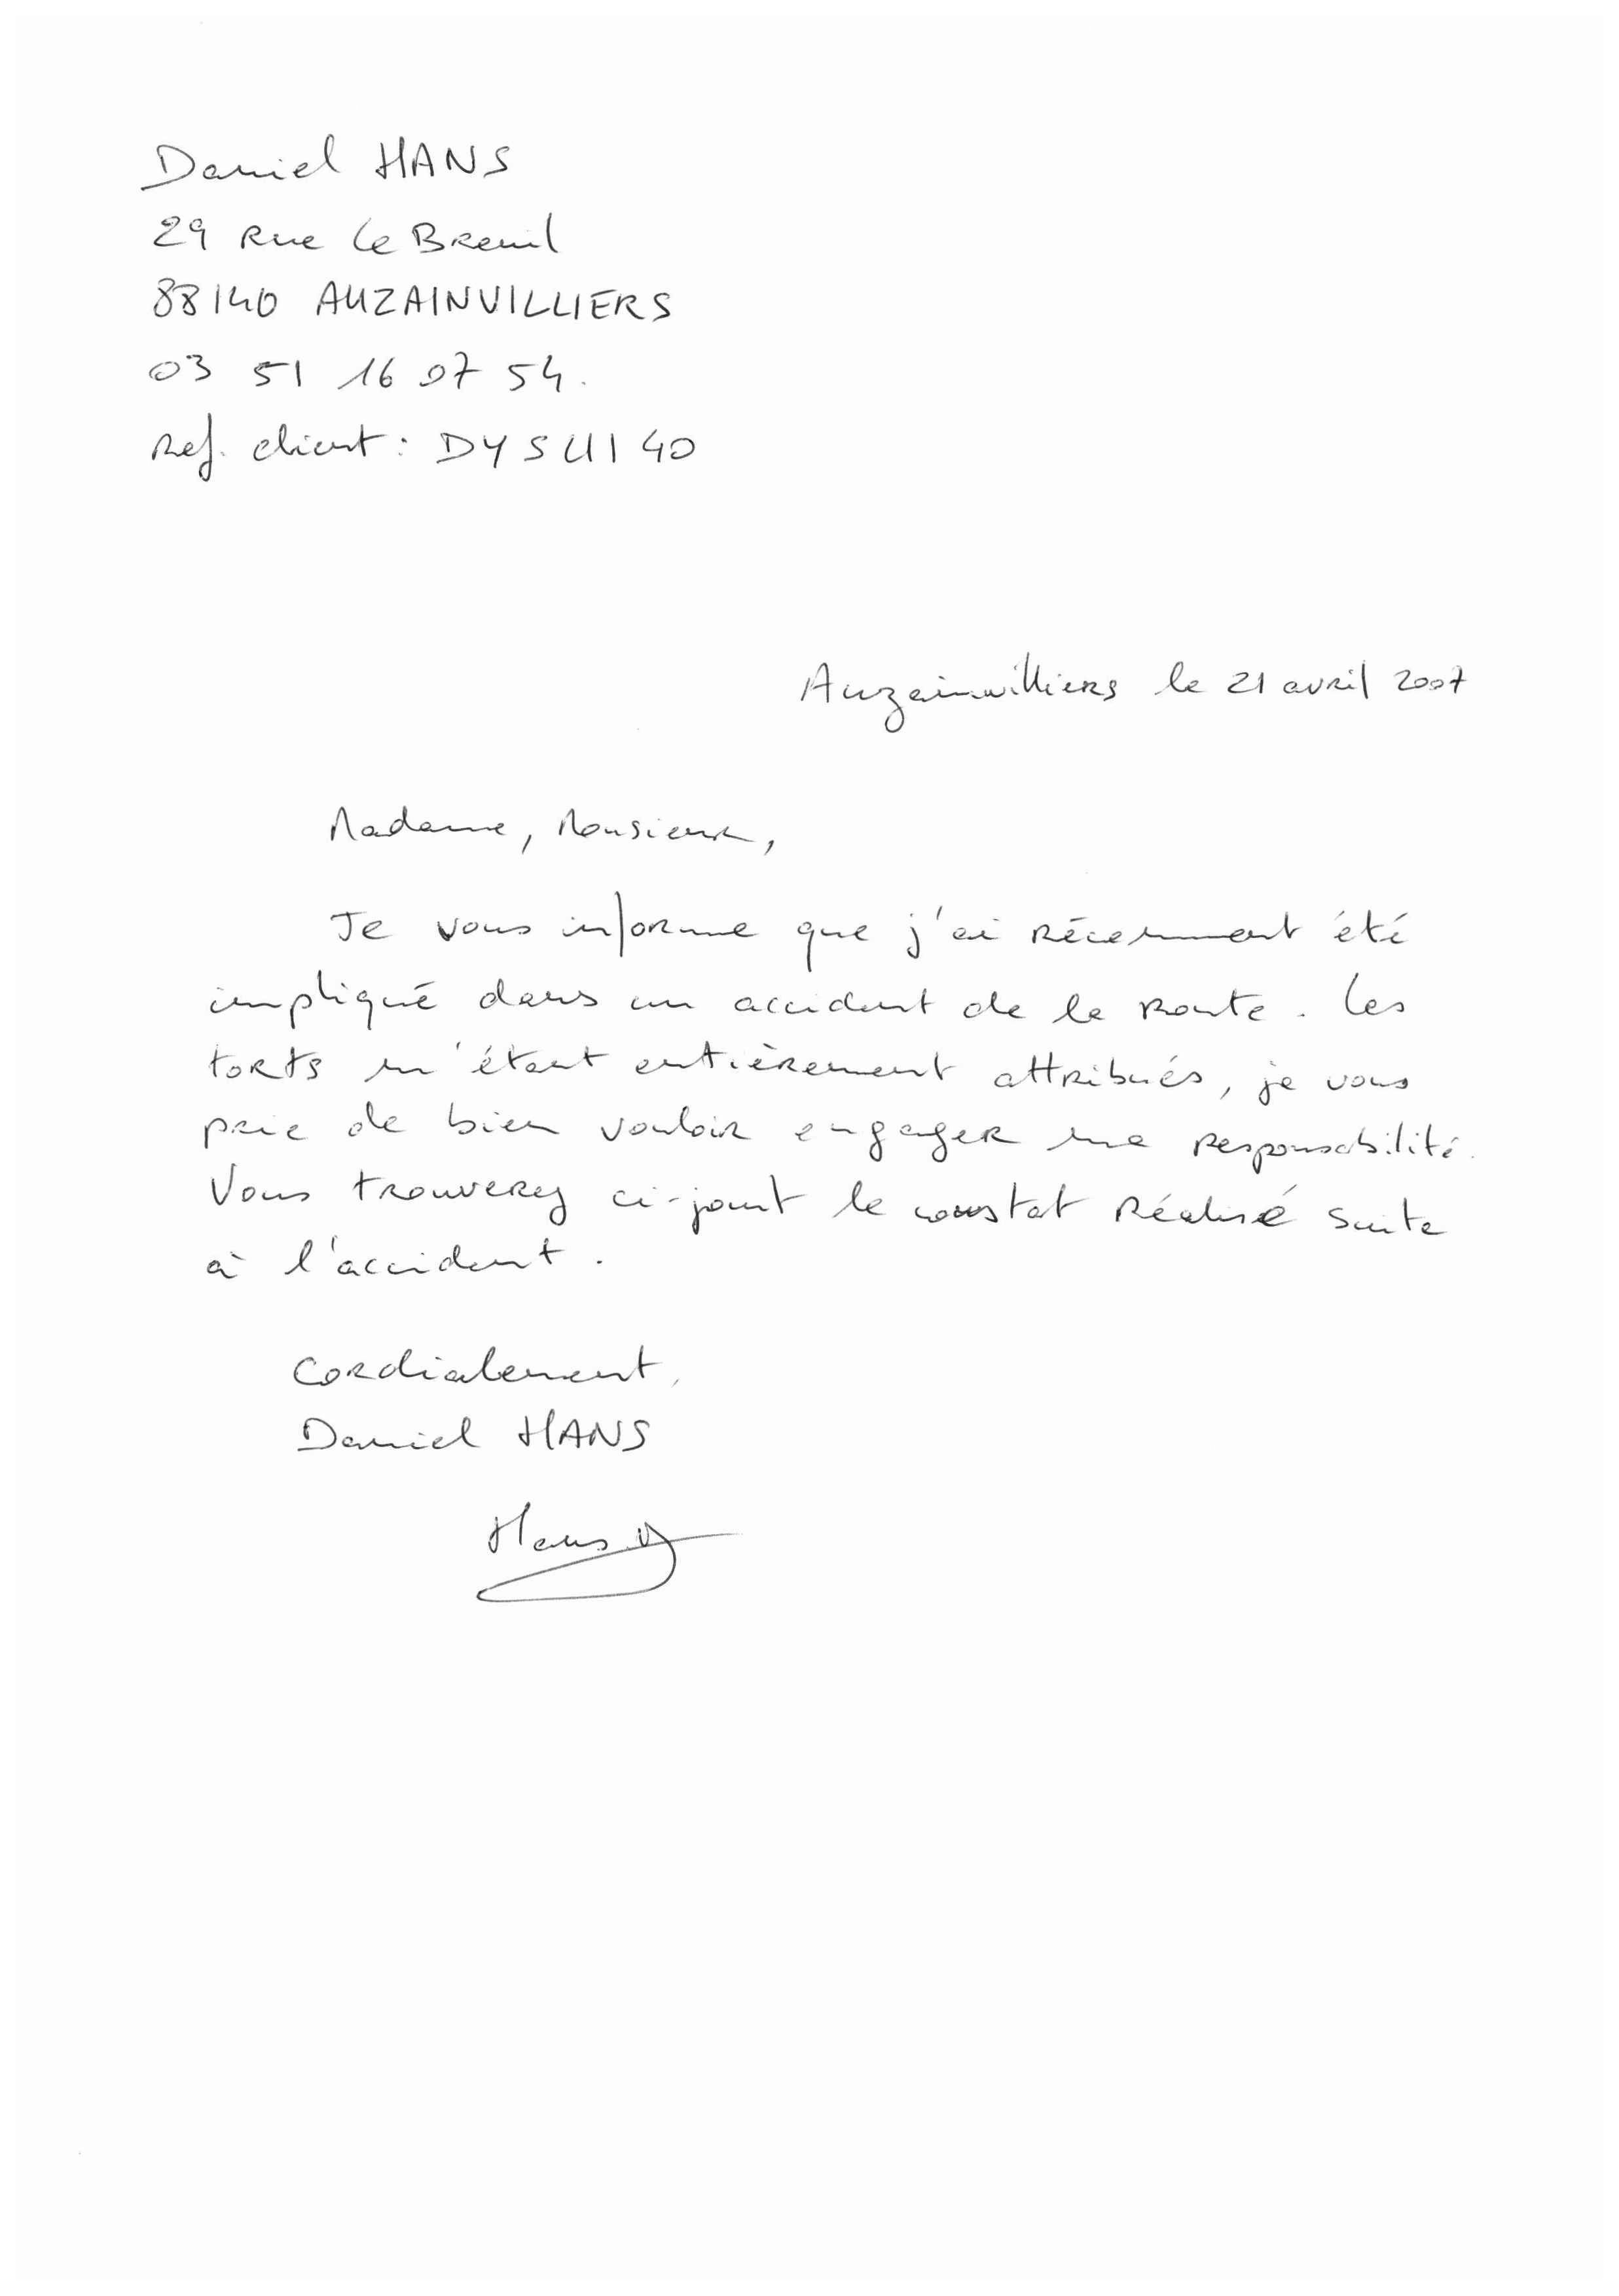 Daniel HANS
29 Rue Le Breuil
88140 AUZAINVILLIERS
03 51 16 07 54.
Ref. client : DYSUI40
Auzainvilliers le 21 avril 2007
Madame, Monsieur,
Je vous informe que j'ai récemment été
impliqué dans un accident de la route. Les
torts m'étant entièrement attribués, je vous
prie de bien vouloir engager ma responsabilité.
Vous trouverez ci-joint le constat réalisé suite
à l'accident.
Cordialement,
Daniel HANS
Hans D